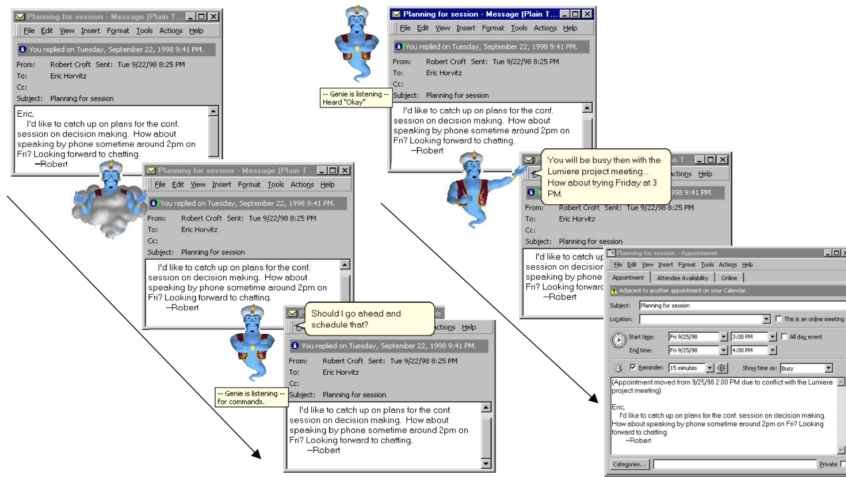 Planning for session - Message (Plain T...
File Edit View Insert Format Tools Actions Help
You replied on Tuesday, September 22, 1998 9:41 PM.
From: Robert Croft Sent: Tue 9/22/98 8:25 PM
To: Eric Horvitz
Cc:
Subject: Planning for session
Eric,
I'd like to catch up on plans for the conf.
session on decision making. How about
speaking by phone sometime around 2pm on
Fri? Looking forward to chatting.
—Robert
Planning for session - Message (Plain T...
File Edit View Insert Format Tools Actions Help
You replied on Tuesday, September 22, 1998 9:41 PM.
From: Robert Croft Sent: Tue 9/22/98 8:25 PM
To: Eric Horvitz
Cc:
Subject: Planning for session
I'd like to catch up on plans for the conf.
session on decision making. How about
speaking by phone sometime around 2pm on
Fri? Looking forward to chatting.
—Robert
Should I go ahead and
schedule that?
Actions Help
You replied on Tuesday, September 22, 1998 9:41 PM.
From: Robert Croft Sent: Tue 9/22/98 8:25 PM
To: Eric Horvitz
Cc:
-- Genie is listening --
for commands.
Subject: Planning for session
I'd like to catch up on plans for the conf.
session on decision making. How about
speaking by phone sometime around 2pm on
Fri? Looking forward to chatting.
—Robert
Planning for session - Message (Plain T...
File Edit View Insert Format Tools Actions Help
You replied on Tuesday, September 22, 1998 9:41 PM.
From: Robert Croft Sent: Tue 9/22/98 8:25 PM
To: Eric Horvitz
Cc:
-- Genie is listening --
Heard "Okay"
Subject: Planning for session
I'd like to catch up on plans for the conf.
session on decision making. How about
speaking by phone sometime around 2pm on
Fri? Looking forward to chatting.
—Robert
You will be busy then with the
Lumiere project meeting...
How about trying Friday at 3
PM.
Actions Help
998 9:41 PM.
From: Robert Croft Sent: Tue 9/22/98 8:25 PM
To: Eric Horvitz
Cc:
Subject: Planning for session
I'd like to catch up
session on decision
speaking by phone
Fri? Looking forward
—Robert
Planning for session - Appointment
File Edit View Insert Format Tools Actions Help
Appointment Attendee Availability Online
Adjacent to another appointment on your Calendar.
Subject: Planning for session
Location: This is an online meeting
Start time: Fri 9/25/98 3:00 PM All day event
End time: Fri 9/25/98 4:00 PM
Reminder: 15 minutes Show time as: Busy
(Appointment moved from 9/25/98 2:00 PM due to conflict with the Lumiere
project meeting)
Eric,
I'd like to catch up on plans for the conf. session on decision making.
How about speaking by phone sometime around 2pm on Fri? Looking
forward to chatting.
—Robert
Categories... Private